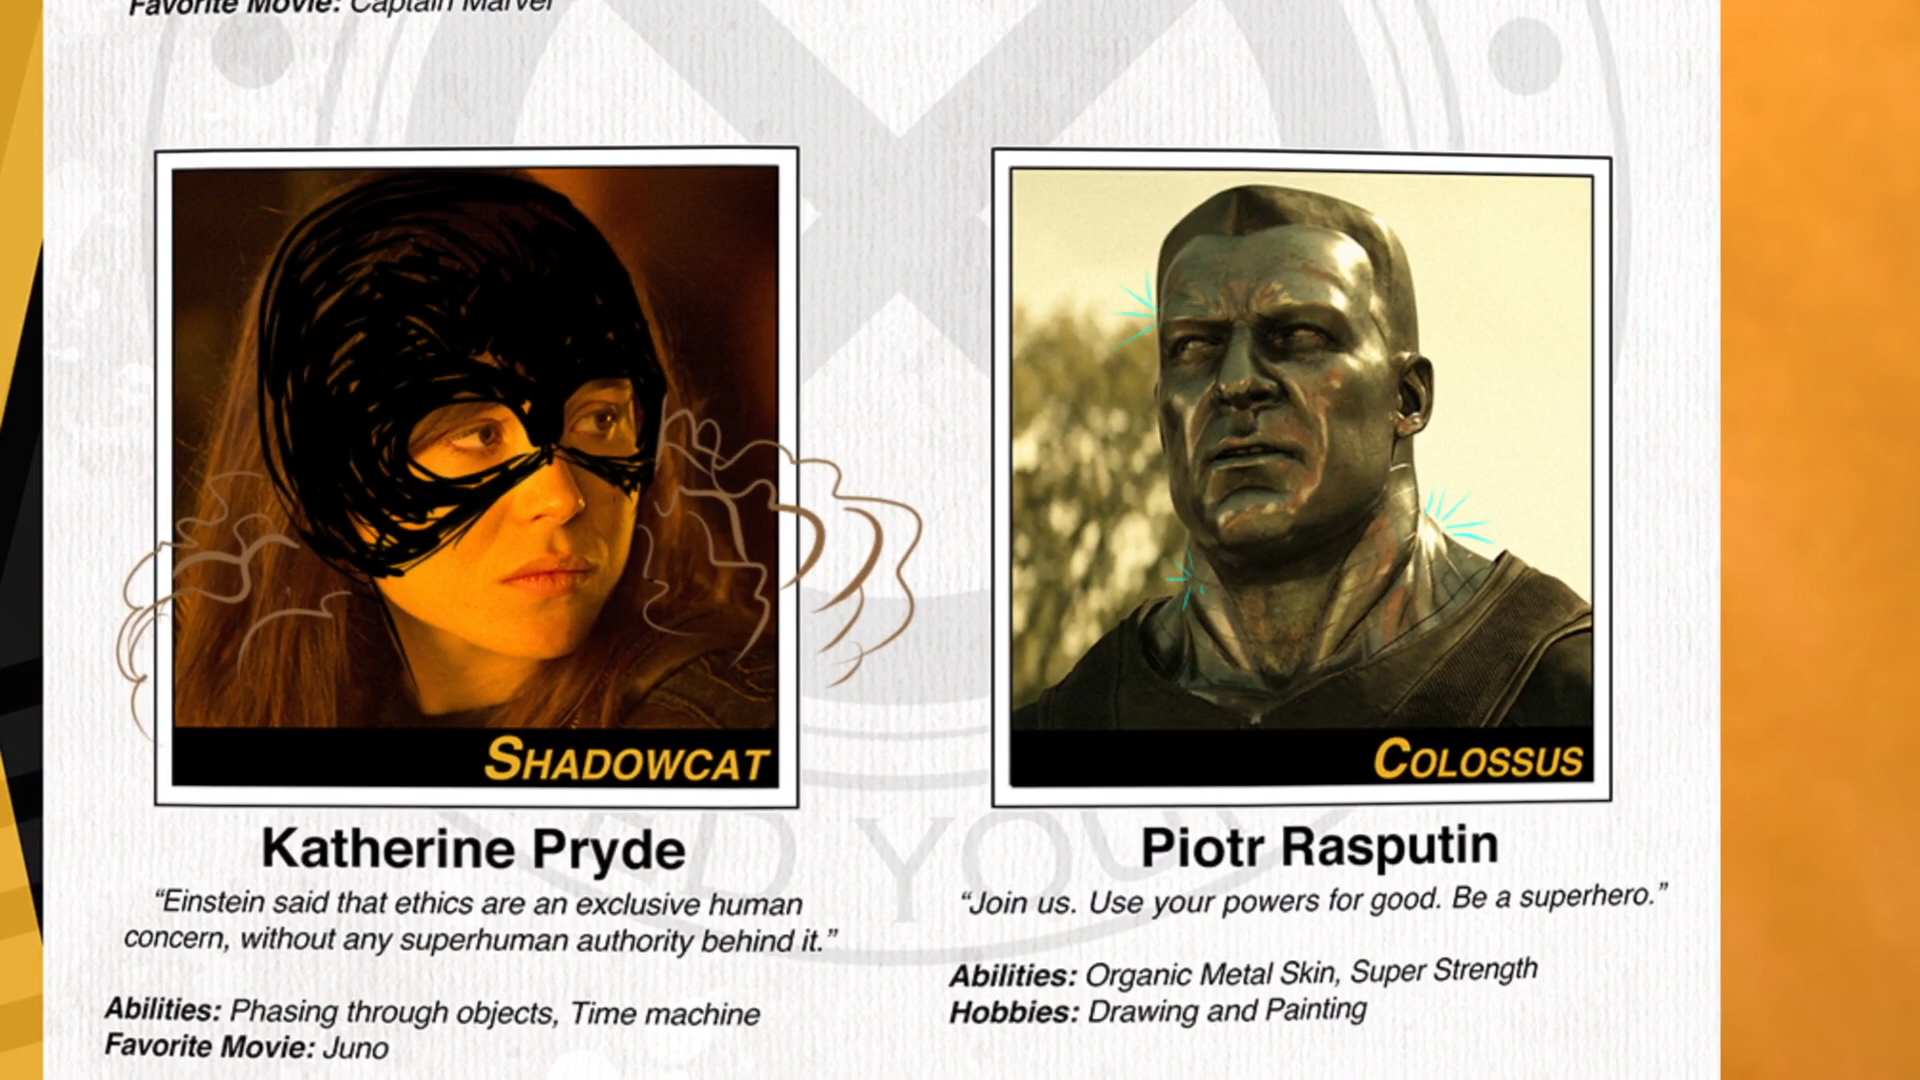 Favorite Movie: Captain Marvel
SHADOWCAT
Katherine Pryde
“Einstein said that ethics are an exclusive human
concern, without any superhuman authority behind it.”
Abilities: Phasing through objects, Time machine
Favorite Movie: Juno
COLOSSUS
Piotr Rasputin
“Join us. Use your powers for good. Be a superhero.”
Abilities: Organic Metal Skin, Super Strength
Hobbies: Drawing and Painting
ED YOU